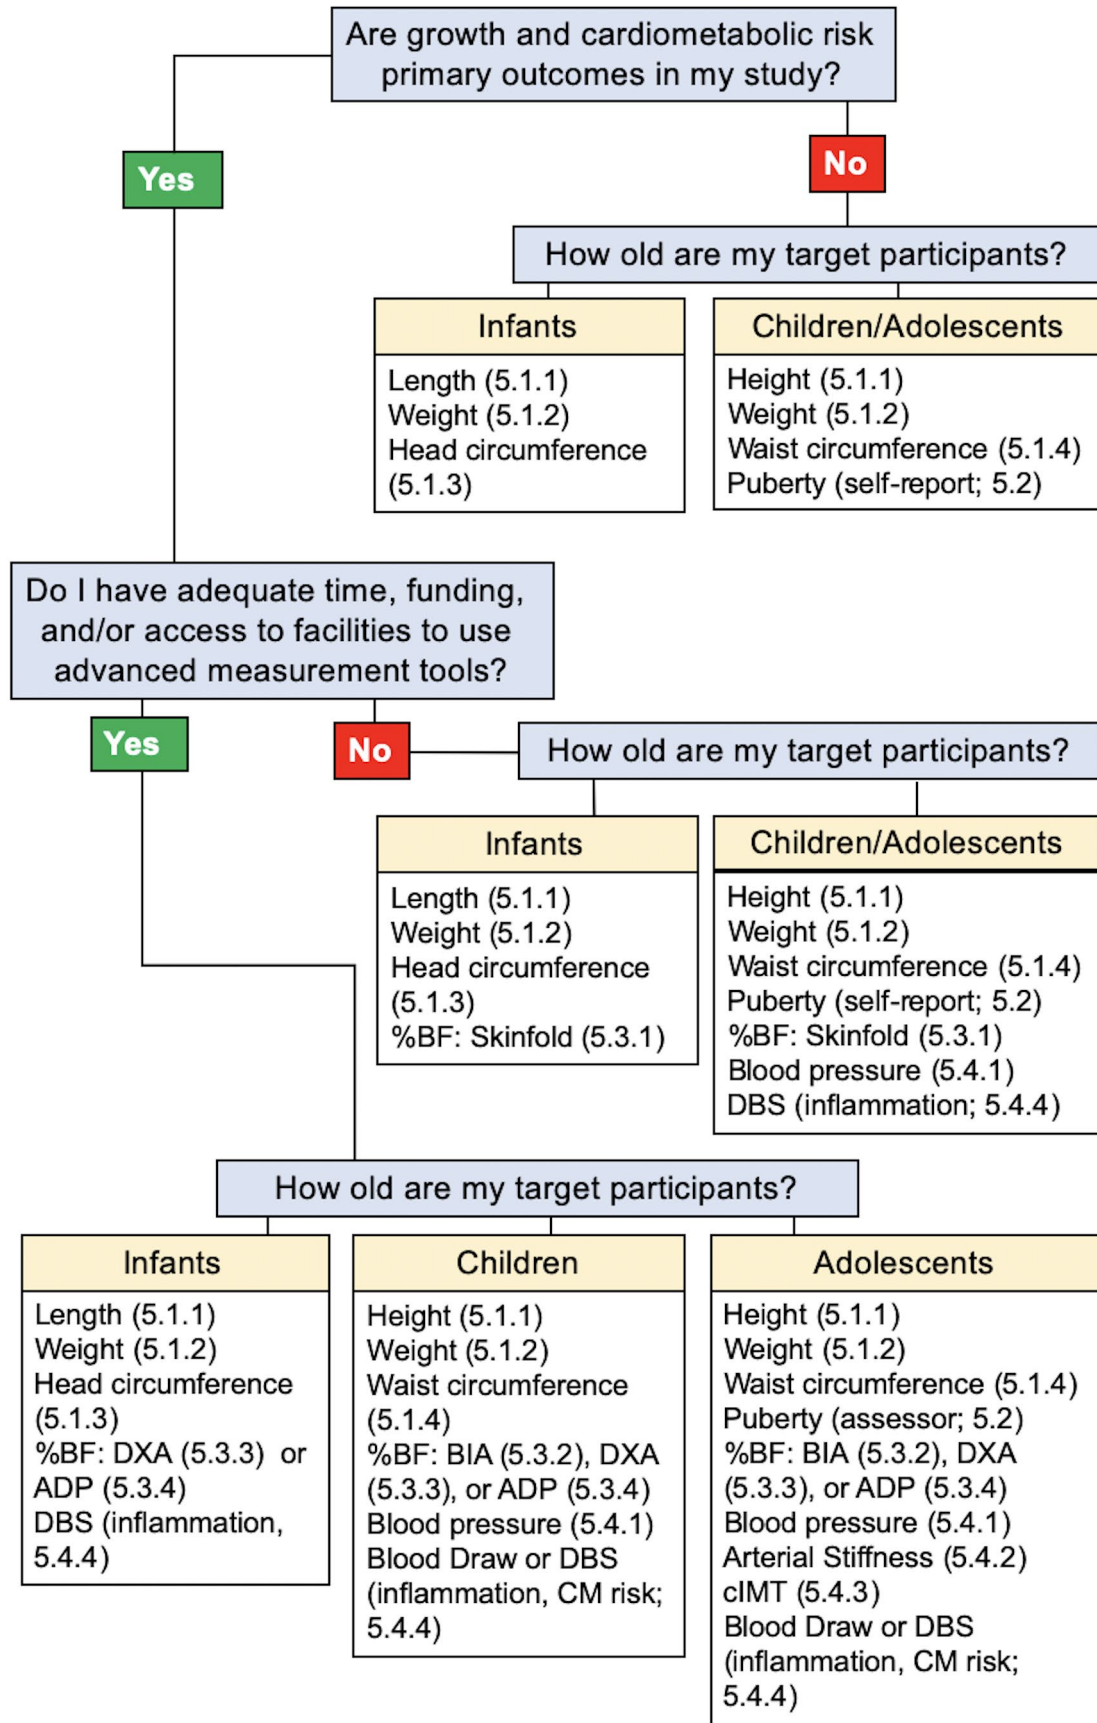 Are growth and cardiometabolic risk
primary outcomes in my study?
Yes
No
How old are my target participants?
Infants
Length (5.1.1)
Weight (5.1.2)
Head circumference
(5.1.3)
Children/Adolescents
Height (5.1.1)
Weight (5.1.2)
Waist circumference (5.1.4)
Puberty (self-report; 5.2)
Do I have adequate time, funding,
and/or access to facilities to use
advanced measurement tools?
Yes
No
How old are my target participants?
Infants
Length (5.1.1)
Weight (5.1.2)
Head circumference
(5.1.3)
%BF: Skinfold (5.3.1)
Children/Adolescents
Height (5.1.1)
Weight (5.1.2)
Waist circumference (5.1.4)
Puberty (self-report; 5.2)
%BF: Skinfold (5.3.1)
Blood pressure (5.4.1)
DBS (inflammation; 5.4.4)
How old are my target participants?
Infants
Length (5.1.1)
Weight (5.1.2)
Head circumference
(5.1.3)
%BF: DXA (5.3.3) or
ADP (5.3.4)
DBS (inflammation,
5.4.4)
Children
Height (5.1.1)
Weight (5.1.2)
Waist circumference
(5.1.4)
%BF: BIA (5.3.2), DXA
(5.3.3), or ADP (5.3.4)
Blood pressure (5.4.1)
Blood Draw or DBS
(inflammation, CM risk;
5.4.4)
Adolescents
Height (5.1.1)
Weight (5.1.2)
Waist circumference (5.1.4)
Puberty (assessor; 5.2)
%BF: BIA (5.3.2), DXA
(5.3.3), or ADP (5.3.4)
Blood pressure (5.4.1)
Arterial Stiffness (5.4.2)
cIMT (5.4.3)
Blood Draw or DBS
(inflammation, CM risk;
5.4.4)